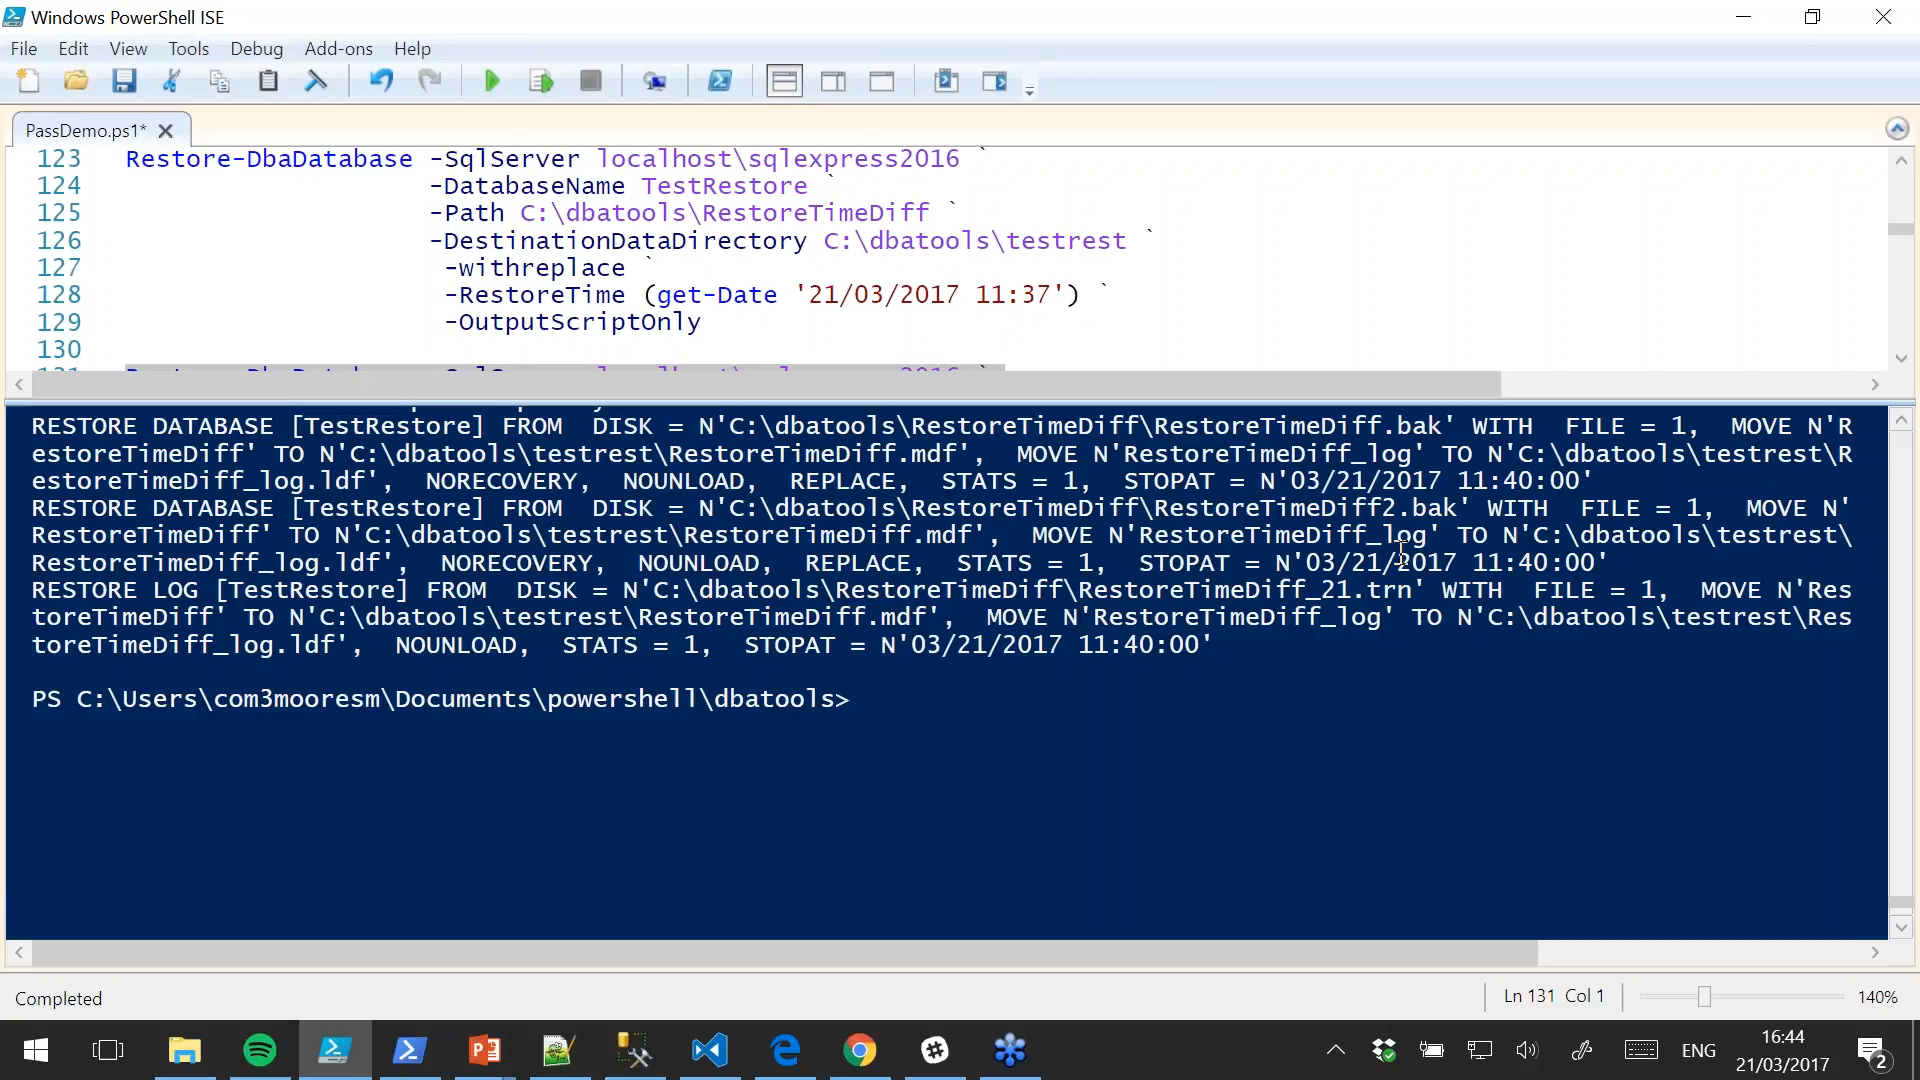 Windows PowerShell ISE
File Edit View Tools Debug Add-ons Help
PassDemo.ps1*
123 Restore-DbaDatabase -SqlServer localhost\sqlexpress2016 `
124 -DatabaseName TestRestore `
125 -Path C:\dbatools\RestoreTimeDiff `
126 -DestinationDataDirectory C:\dbatools\testrest `
127 -withreplace `
128 -RestoreTime (get-Date '21/03/2017 11:37') `
129 -OutputScriptOnly
130
RESTORE DATABASE [TestRestore] FROM  DISK = N'C:\dbatools\RestoreTimeDiff\RestoreTimeDiff.bak' WITH  FILE = 1,  MOVE N'R
estoreTimeDiff' TO N'C:\dbatools\testrest\RestoreTimeDiff.mdf',  MOVE N'RestoreTimeDiff_log' TO N'C:\dbatools\testrest\R
estoreTimeDiff_log.ldf',  NORECOVERY,  NOUNLOAD,  REPLACE,  STATS = 1,  STOPAT = N'03/21/2017 11:40:00'
RESTORE DATABASE [TestRestore] FROM  DISK = N'C:\dbatools\RestoreTimeDiff\RestoreTimeDiff2.bak' WITH  FILE = 1,  MOVE N'
RestoreTimeDiff' TO N'C:\dbatools\testrest\RestoreTimeDiff.mdf',  MOVE N'RestoreTimeDiff_log' TO N'C:\dbatools\testrest\
RestoreTimeDiff_log.ldf',  NORECOVERY,  NOUNLOAD,  REPLACE,  STATS = 1,  STOPAT = N'03/21/2017 11:40:00'
RESTORE LOG [TestRestore] FROM  DISK = N'C:\dbatools\RestoreTimeDiff\RestoreTimeDiff_21.trn' WITH  FILE = 1,  MOVE N'Res
toreTimeDiff' TO N'C:\dbatools\testrest\RestoreTimeDiff.mdf',  MOVE N'RestoreTimeDiff_log' TO N'C:\dbatools\testrest\Res
toreTimeDiff_log.ldf',  NOUNLOAD,  STATS = 1,  STOPAT = N'03/21/2017 11:40:00'
PS C:\Users\com3mooresm\Documents\powershell\dbatools>
Completed
Ln 131 Col 1
140%
ENG
16:44
21/03/2017
2